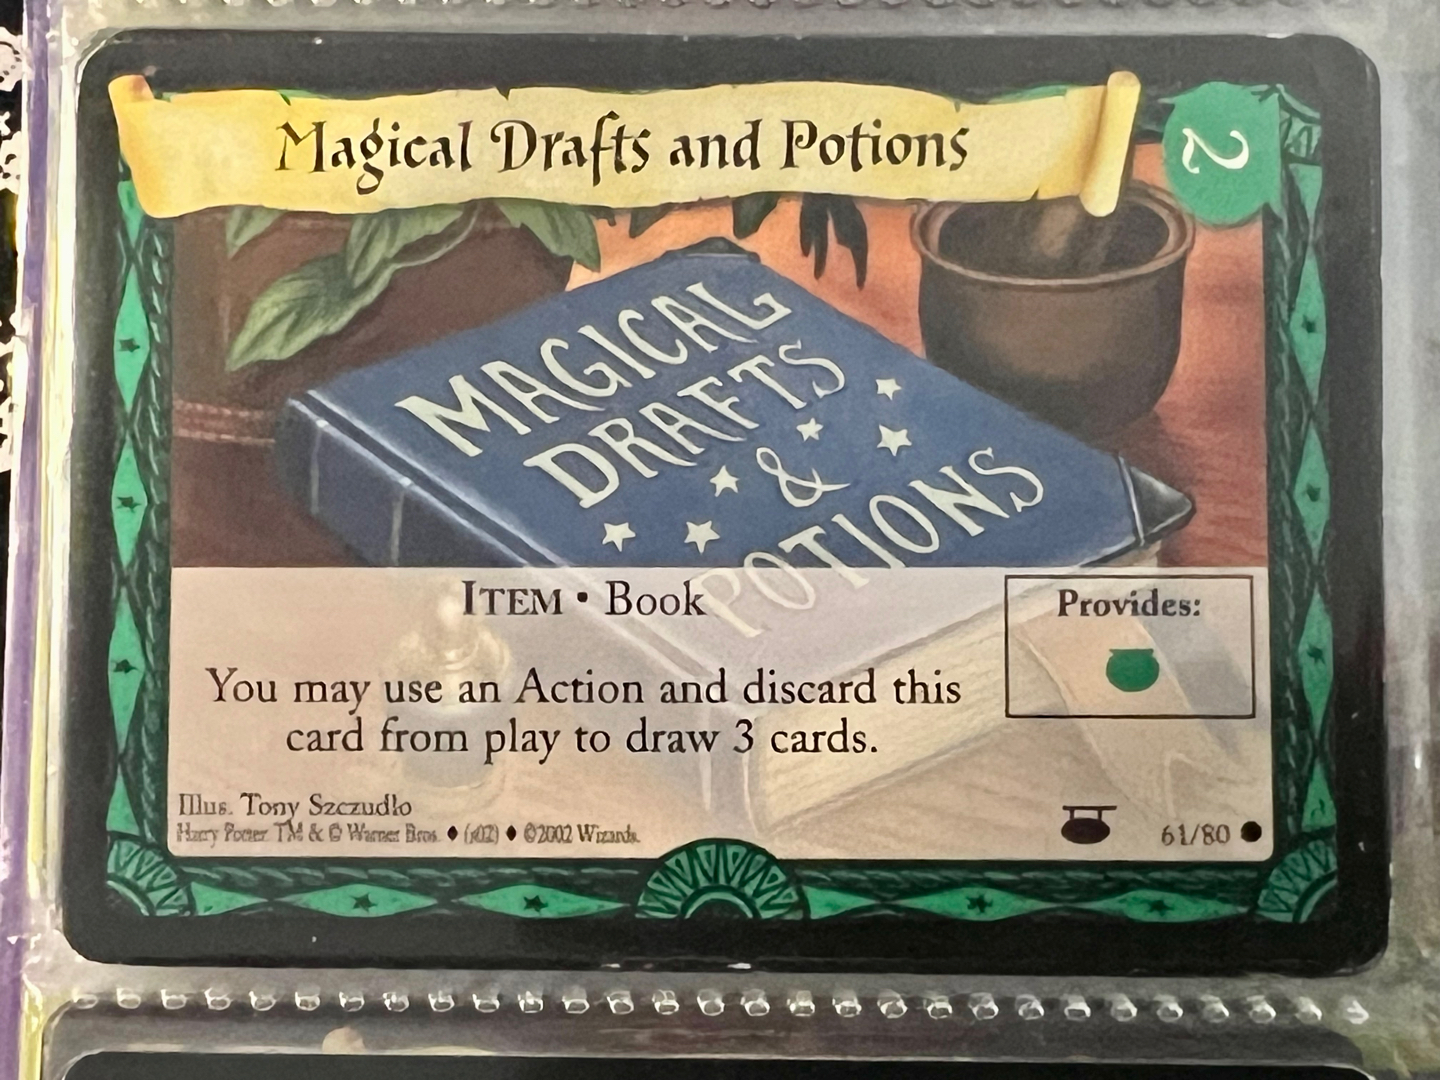 Magical Drafts and Potions
2
MAGICAL
DRAFTS
&
POTIONS
ITEM • Book
Provides:
You may use an Action and discard this
card from play to draw 3 cards.
Illus. Tony Szczudlo
Harry Potter TM & © Warner Bros. ♦ (s02) ♦ ©2002 Wizards.
61/80 ●